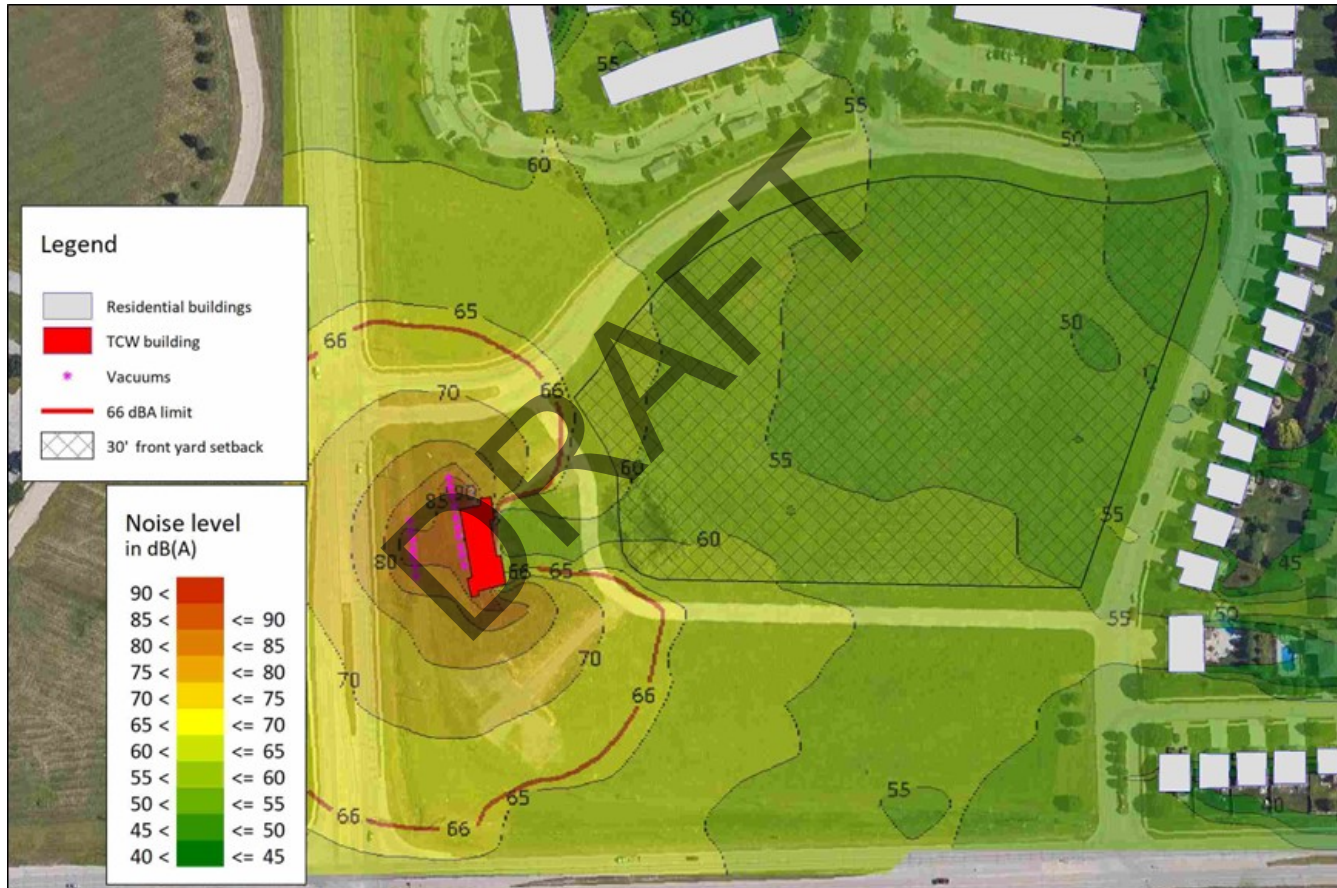 50
55
55
50
60
Legend
Residential buildings
TCW building
Vacuums
66 dBA limit
30' front yard setback
65
66
70
66
50
DRAFT
60
55
85
80
80
60
55
66
65
45
50
55
70
70
66
55
66
66
65
40
Noise level
in dB(A)
90 <
85 < <= 90
80 < <= 85
75 < <= 80
70 < <= 75
65 < <= 70
60 < <= 65
55 < <= 60
50 < <= 55
45 < <= 50
40 < <= 45